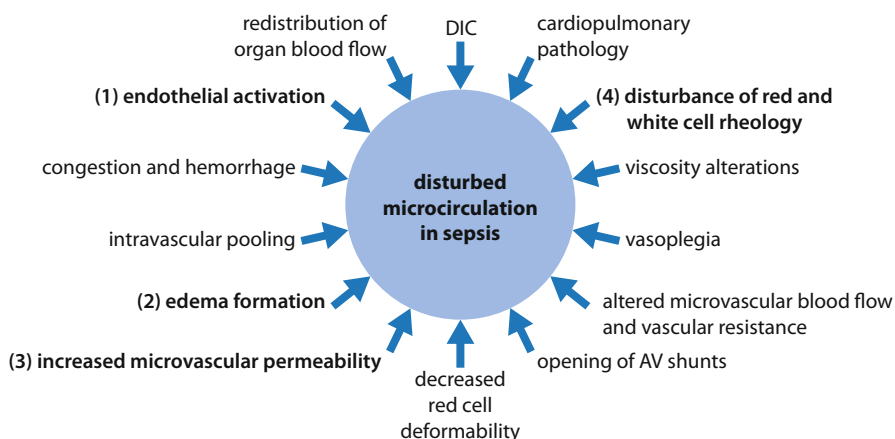 redistribution of
organ blood flow
DIC
cardiopulmonary
pathology
(1) endothelial activation
(4) disturbance of red and
white cell rheology
congestion and hemorrhage
viscosity alterations
disturbed
microcirculation
in sepsis
intravascular pooling
vasoplegia
(2) edema formation
altered microvascular blood flow
and vascular resistance
(3) increased microvascular permeability
opening of AV shunts
decreased
red cell
deformability